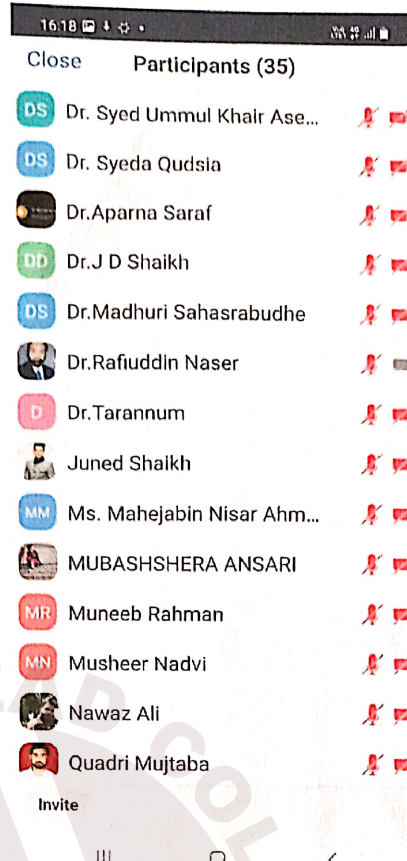 16.18
Close Participants (35)
DS Dr. Syed Ummul Khair Ase...
DS Dr. Syeda Qudsia
Dr.Aparna Saraf
DD Dr.J D Shaikh
DS Dr.Madhuri Sahasrabudhe
Dr.Rafiuddin Naser
D Dr.Tarannum
Juned Shaikh
MM Ms. Mahejabin Nisar Ahm...
MUBASHSHERA ANSARI
MR Muneeb Rahman
MN Musheer Nadvi
Nawaz Ali
Quadri Mujtaba
Invite